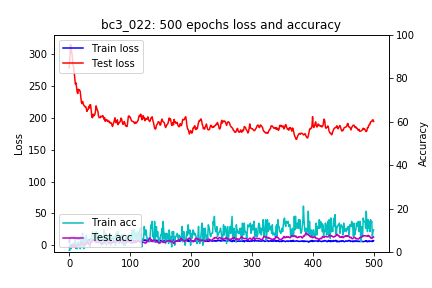 bc3_022: 500 epochs loss and accuracy
Train loss
Test loss
Train acc
Test acc
Loss
Accuracy
300
250
200
150
100
50
0
100
80
60
40
20
0
0 100 200 300 400 500